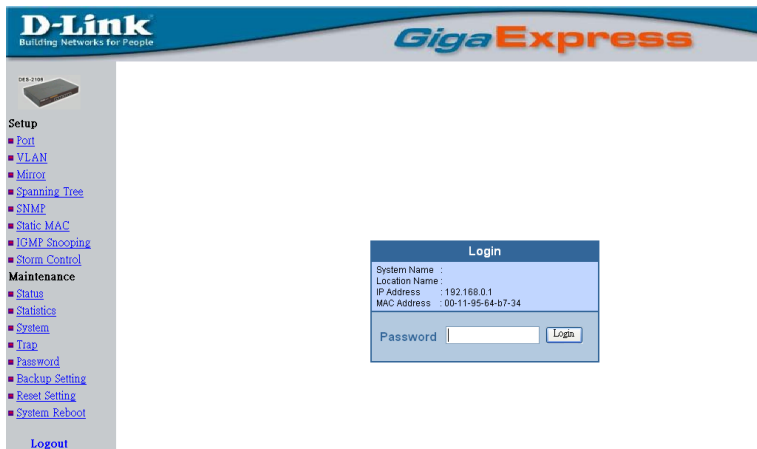 D-Link
Building Networks for People
GigaExpress
DES-2108
Setup
Port
VLAN
Mirror
Spanning Tree
SNMP
Static MAC
IGMP Snooping
Storm Control
Maintenance
Status
Statistics
System
Trap
Password
Backup Setting
Reset Setting
System Reboot
Logout
Login
System Name :
Location Name :
IP Address : 192.168.0.1
MAC Address : 00-11-95-64-b7-34
Password Login